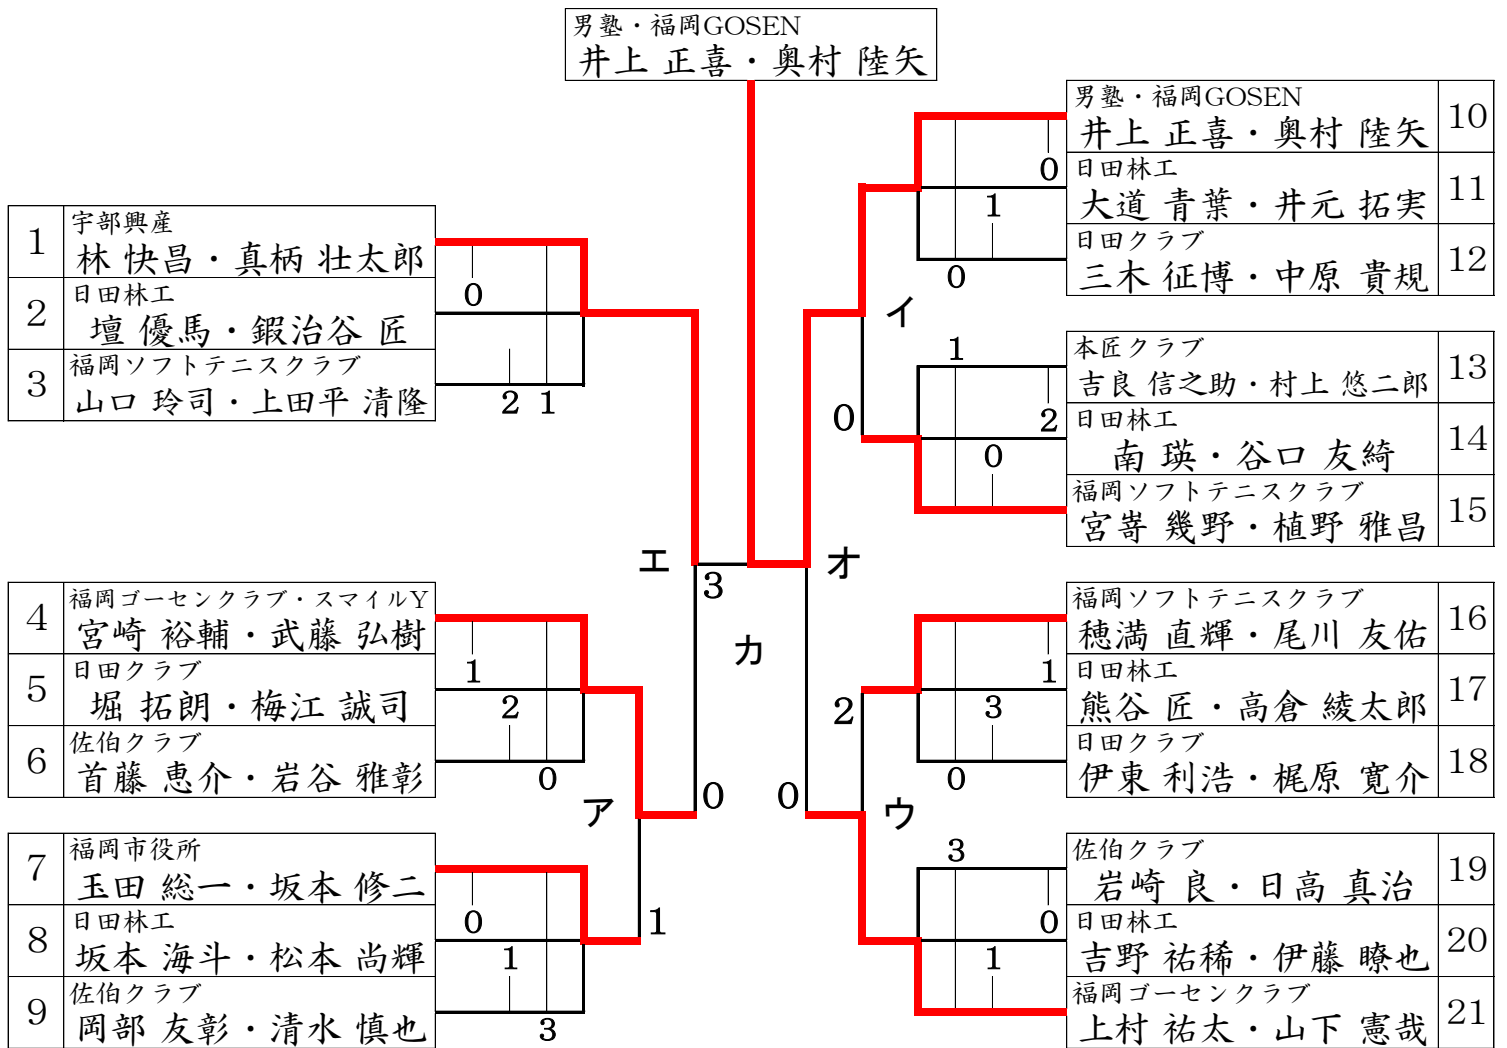 男塾・福岡GOSEN
井上 正喜・奥村 陸矢
1
宇部興産
林 快昌・真柄 壮太郎
0
2
日田林工
壇 優馬・鍜治谷 匠
3
福岡ソフトテニスクラブ
山口 玲司・上田平 清隆
2 1
4
福岡ゴーセンクラブ・スマイルY
宮崎 裕輔・武藤 弘樹
1
5
日田クラブ
堀 拓朗・梅江 誠司
2
6
佐伯クラブ
首藤 恵介・岩谷 雅彰
0
ア
7
福岡市役所
玉田 総一・坂本 修二
0
1
8
日田林工
坂本 海斗・松本 尚輝
1
9
佐伯クラブ
岡部 友彰・清水 慎也
3
エ
3
オ
カ
0
0
男塾・福岡GOSEN
井上 正喜・奥村 陸矢
10
0
日田林工
大道 青葉・井元 拓実
11
1
日田クラブ
三木 征博・中原 貴規
12
0
イ
0
1
本匠クラブ
吉良 信之助・村上 悠二郎
13
2
日田林工
南 瑛・谷口 友綺
14
0
福岡ソフトテニスクラブ
宮嵜 幾野・植野 雅昌
15
福岡ソフトテニスクラブ
穂満 直輝・尾川 友佑
16
1
日田林工
熊谷 匠・高倉 綾太郎
17
2
3
日田クラブ
伊東 利浩・梶原 寛介
18
0
ウ
3
佐伯クラブ
岩崎 良・日高 真治
19
0
日田林工
吉野 祐稀・伊藤 暸也
20
1
福岡ゴーセンクラブ
上村 祐太・山下 憲哉
21